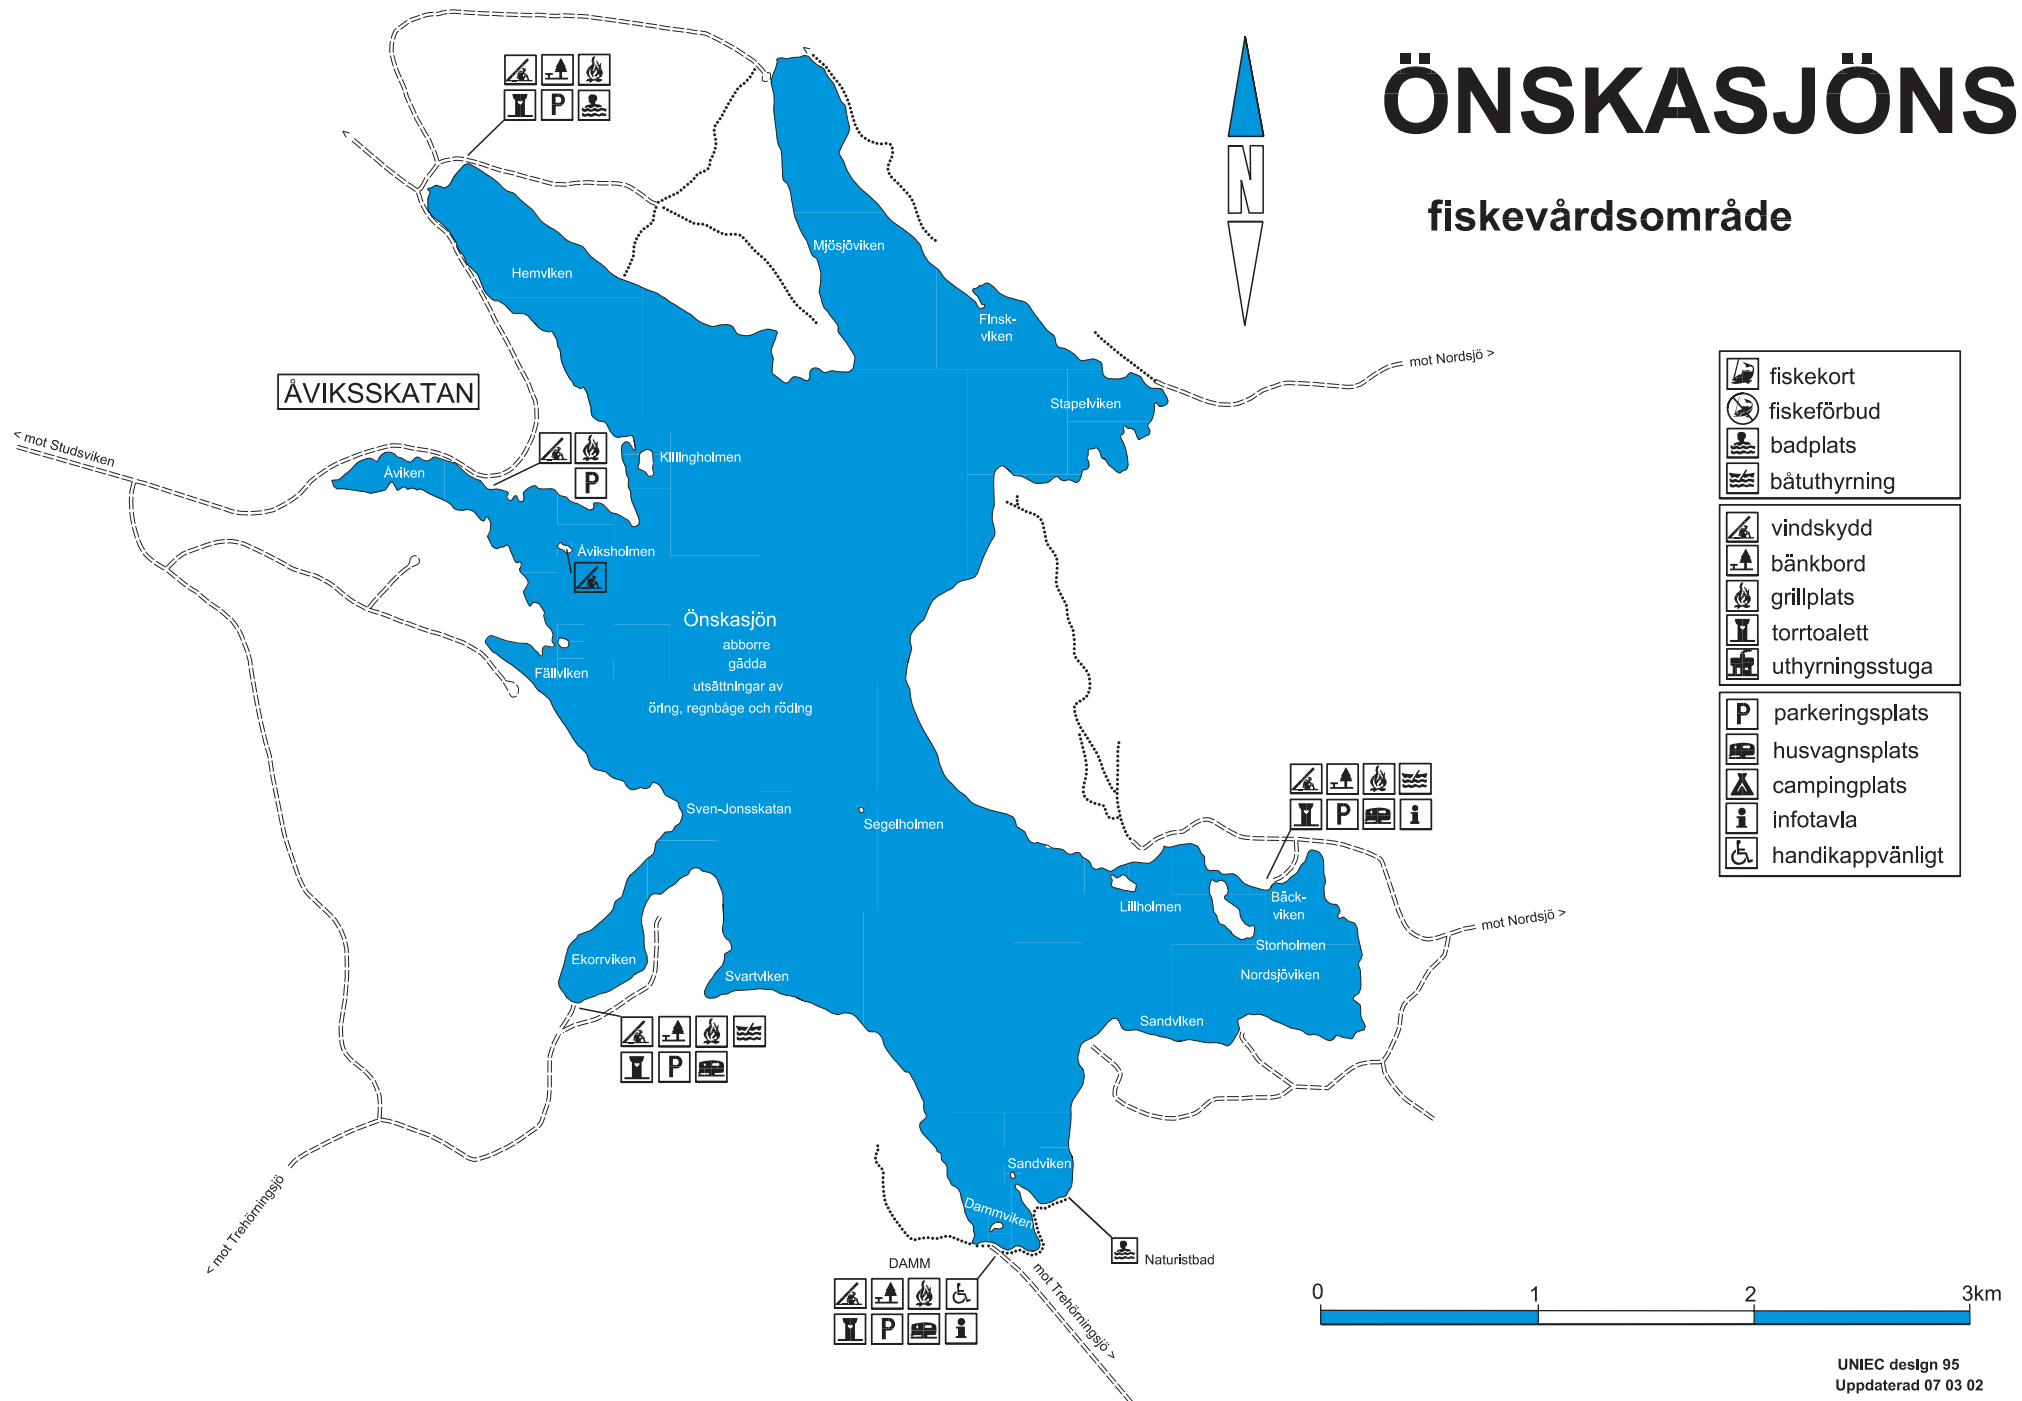 ÖNSKASJÖNS
fiskevårdsområde
N
P
Mjösjöviken
Hemviken
Finsk-
viken
mot Nordsjö >
ÅVIKSSKATAN
Stapelviken
< mot Studsviken
Killingholmen
Åviken
P
Åviksholmen
Önskasjön
abborre
gädda
utsättningar av
öring, regnbåge och röding
Fällviken
Sven-Jonsskatan
Segelholmen
P
i
Lillholmen
Bäck-
viken
mot Nordsjö >
Storholmen
Ekorrviken
Svartviken
Nordsjöviken
Sandviken
P
Sandviken
< mot Trehörningsjö
Dammviken
Naturistbad
DAMM
mot Trehörningsjö >
P
i
fiskekort
fiskeförbud
badplats
båtuthyrning
vindskydd
bänkbord
grillplats
torrtoalett
uthyrningsstuga
P parkeringsplats
husvagnsplats
campingplats
i infotavla
handikappvänligt
0 1 2 3km
UNIEC design 95
Uppdaterad 07 03 02